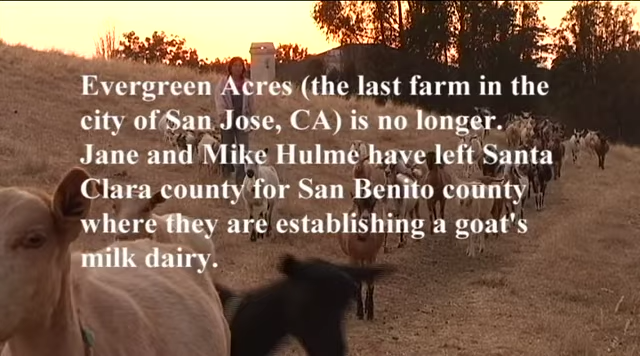 Evergreen Acres (the last farm in the
city of San Jose, CA) is no longer.
Jane and Mike Hulme have left Santa
Clara county for San Benito county
where they are establishing a goat's
milk dairy.